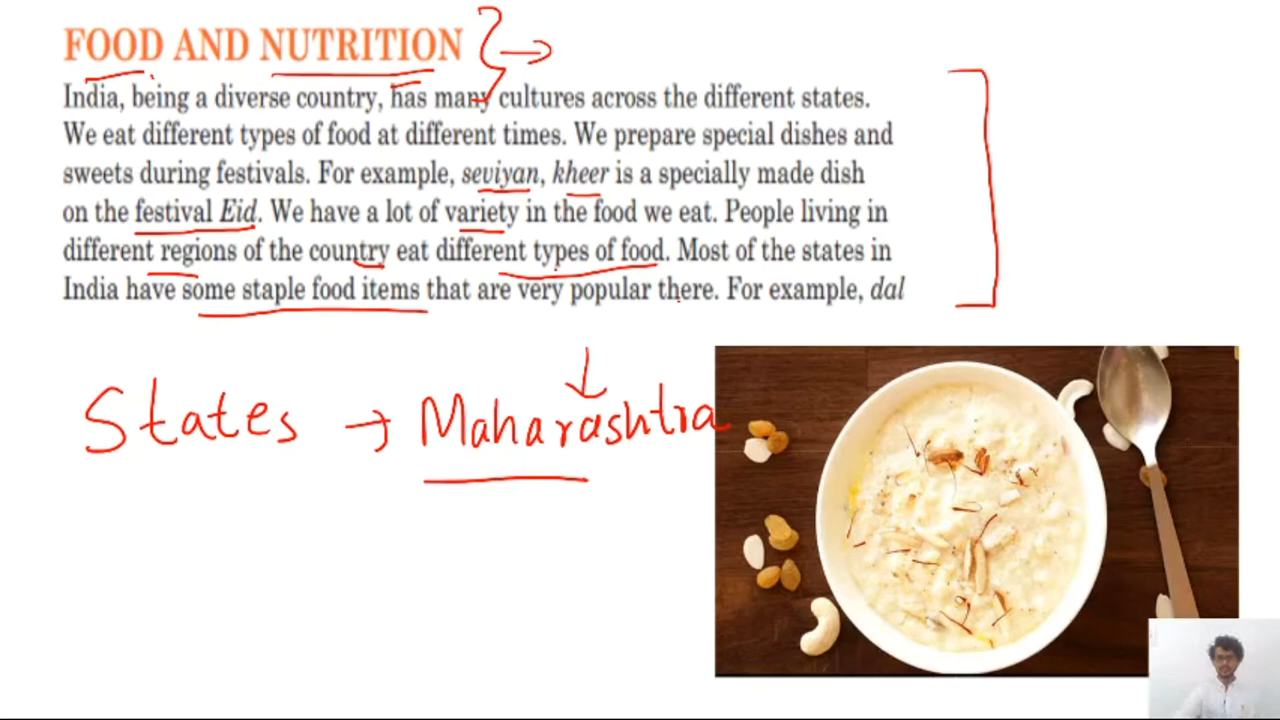 FOOD AND NUTRITION
India, being a diverse country, has many cultures across the different states.
We eat different types of food at different times. We prepare special dishes and
sweets during festivals. For example, seviyan, kheer is a specially made dish
on the festival Eid. We have a lot of variety in the food we eat. People living in
different regions of the country eat different types of food. Most of the states in
India have some staple food items that are very popular there. For example, dal
States → Maharashtra